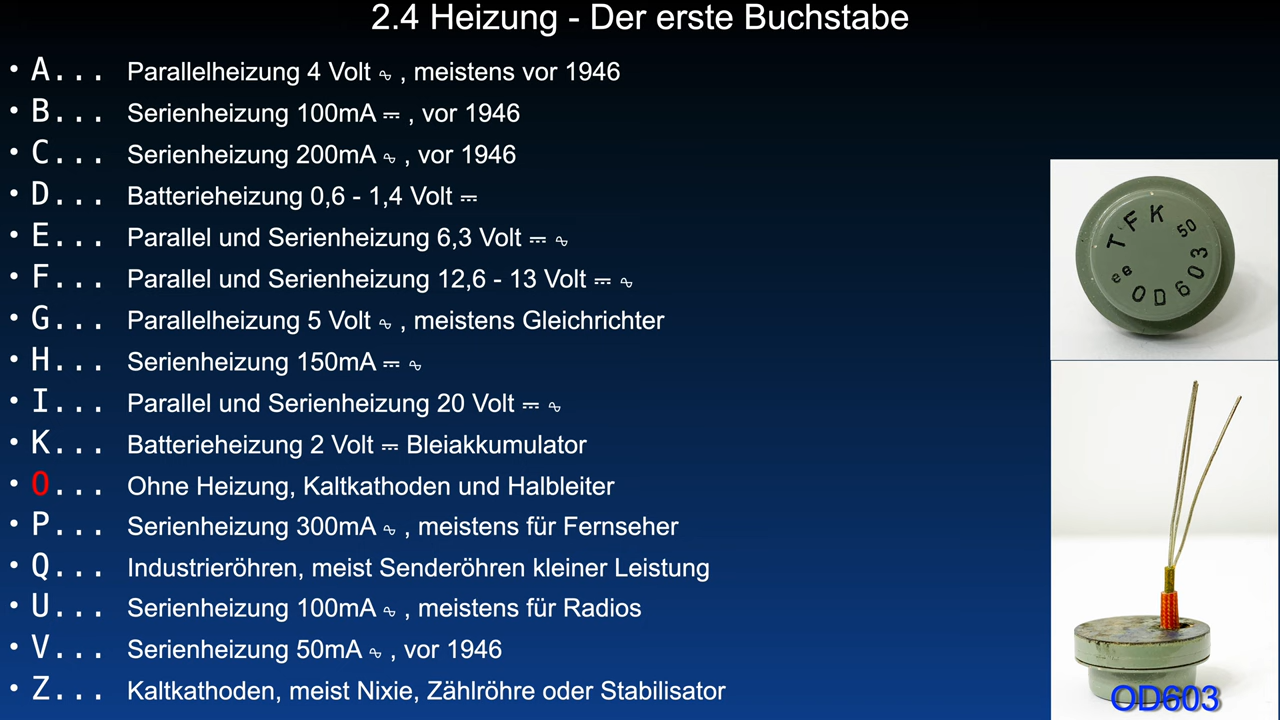 2.4 Heizung - Der erste Buchstabe
• A... Parallelheizung 4 Volt ∿ , meistens vor 1946
• B... Serienheizung 100mA ⎓ , vor 1946
• C... Serienheizung 200mA ∿ , vor 1946
• D... Batterieheizung 0,6 - 1,4 Volt ⎓
• E... Parallel und Serienheizung 6,3 Volt ⎓ ∿
• F... Parallel und Serienheizung 12,6 - 13 Volt ⎓ ∿
• G... Parallelheizung 5 Volt ∿ , meistens Gleichrichter
• H... Serienheizung 150mA ⎓ ∿
• I... Parallel und Serienheizung 20 Volt ⎓ ∿
• K... Batterieheizung 2 Volt ⎓ Bleiakkumulator
• O... Ohne Heizung, Kaltkathoden und Halbleiter
• P... Serienheizung 300mA ∿ , meistens für Fernseher
• Q... Industrieröhren, meist Senderöhren kleiner Leistung
• U... Serienheizung 100mA ∿ , meistens für Radios
• V... Serienheizung 50mA ∿ , vor 1946
• Z... Kaltkathoden, meist Nixie, Zählröhre oder Stabilisator
TFK
50
OD603
OD603